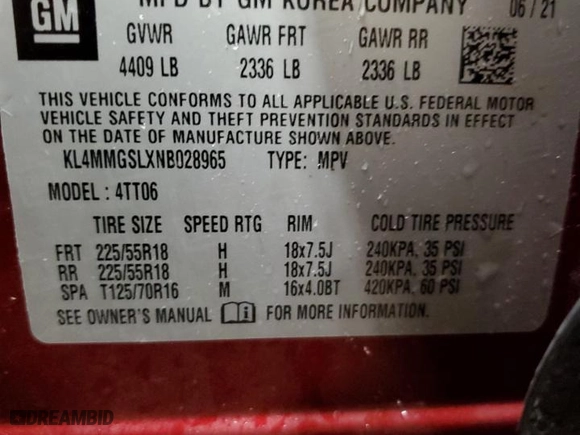 GM
MFD BY GM KOREA COMPANY 06/21
GVWR GAWR FRT GAWR RR
4409 LB 2336 LB 2336 LB
THIS VEHICLE CONFORMS TO ALL APPLICABLE U.S. FEDERAL MOTOR
VEHICLE SAFETY AND THEFT PREVENTION STANDARDS IN EFFECT
ON THE DATE OF MANUFACTURE SHOWN ABOVE.
KL4MMGSLXNB028965 TYPE: MPV
MODEL: 4TT06
TIRE SIZE SPEED RTG RIM COLD TIRE PRESSURE
FRT 225/55R18 H 18x7.5J 240KPA, 35 PSI
RR 225/55R18 H 18x7.5J 240KPA, 35 PSI
SPA T125/70R16 M 16x4.0BT 420KPA, 60 PSI
SEE OWNER'S MANUAL FOR MORE INFORMATION.
DREAMBID